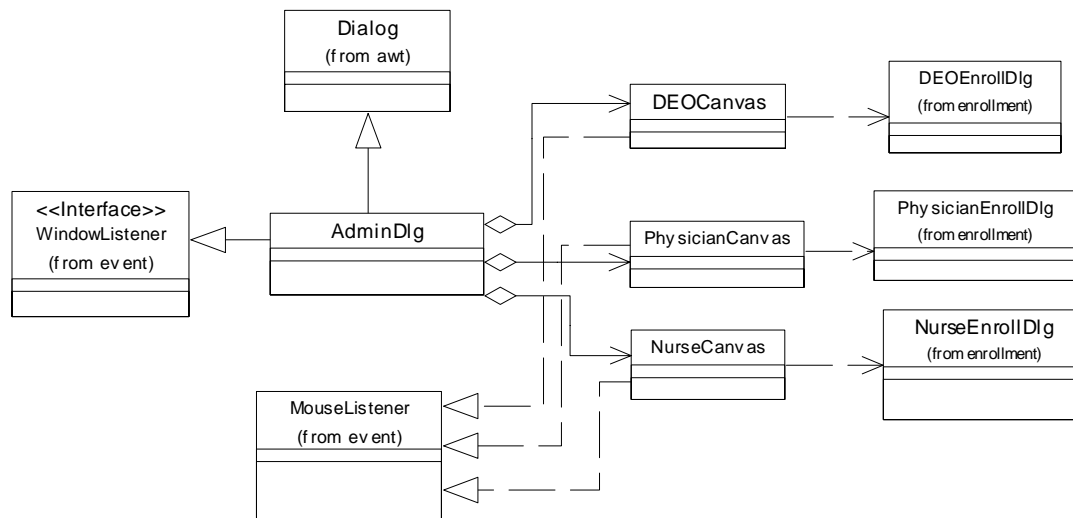 Dialog
(from awt)
DEOCanvas
DEOEnrollDlg
(from enrollment)
<<Interface>>
WindowListener
(from event)
AdminDlg
PhysicianCanvas
PhysicianEnrollDlg
(from enrollment)
NurseCanvas
NurseEnrollDlg
(from enrollment)
MouseListener
(from event)